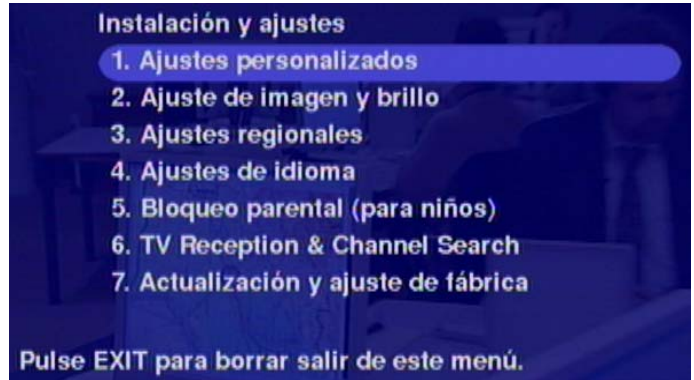 Instalación y ajustes
1. Ajustes personalizados
2. Ajuste de imagen y brillo
3. Ajustes regionales
4. Ajustes de idioma
5. Bloqueo parental (para niños)
6. TV Reception & Channel Search
7. Actualización y ajuste de fábrica
Pulse EXIT para borrar salir de este menú.